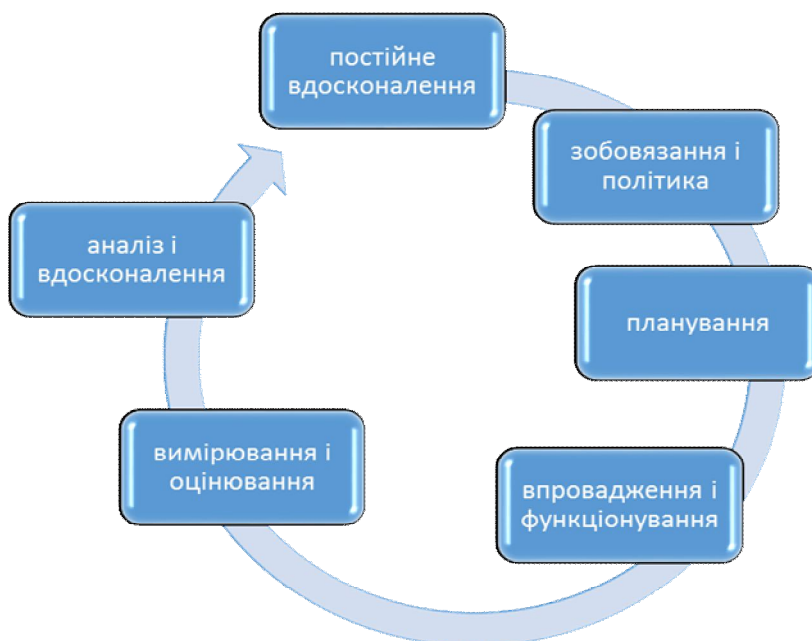 постійне
вдосконалення
зобовязання і
політика
планування
впровадження і
функціонування
вимірювання і
оцінювання
аналіз і
вдосконалення